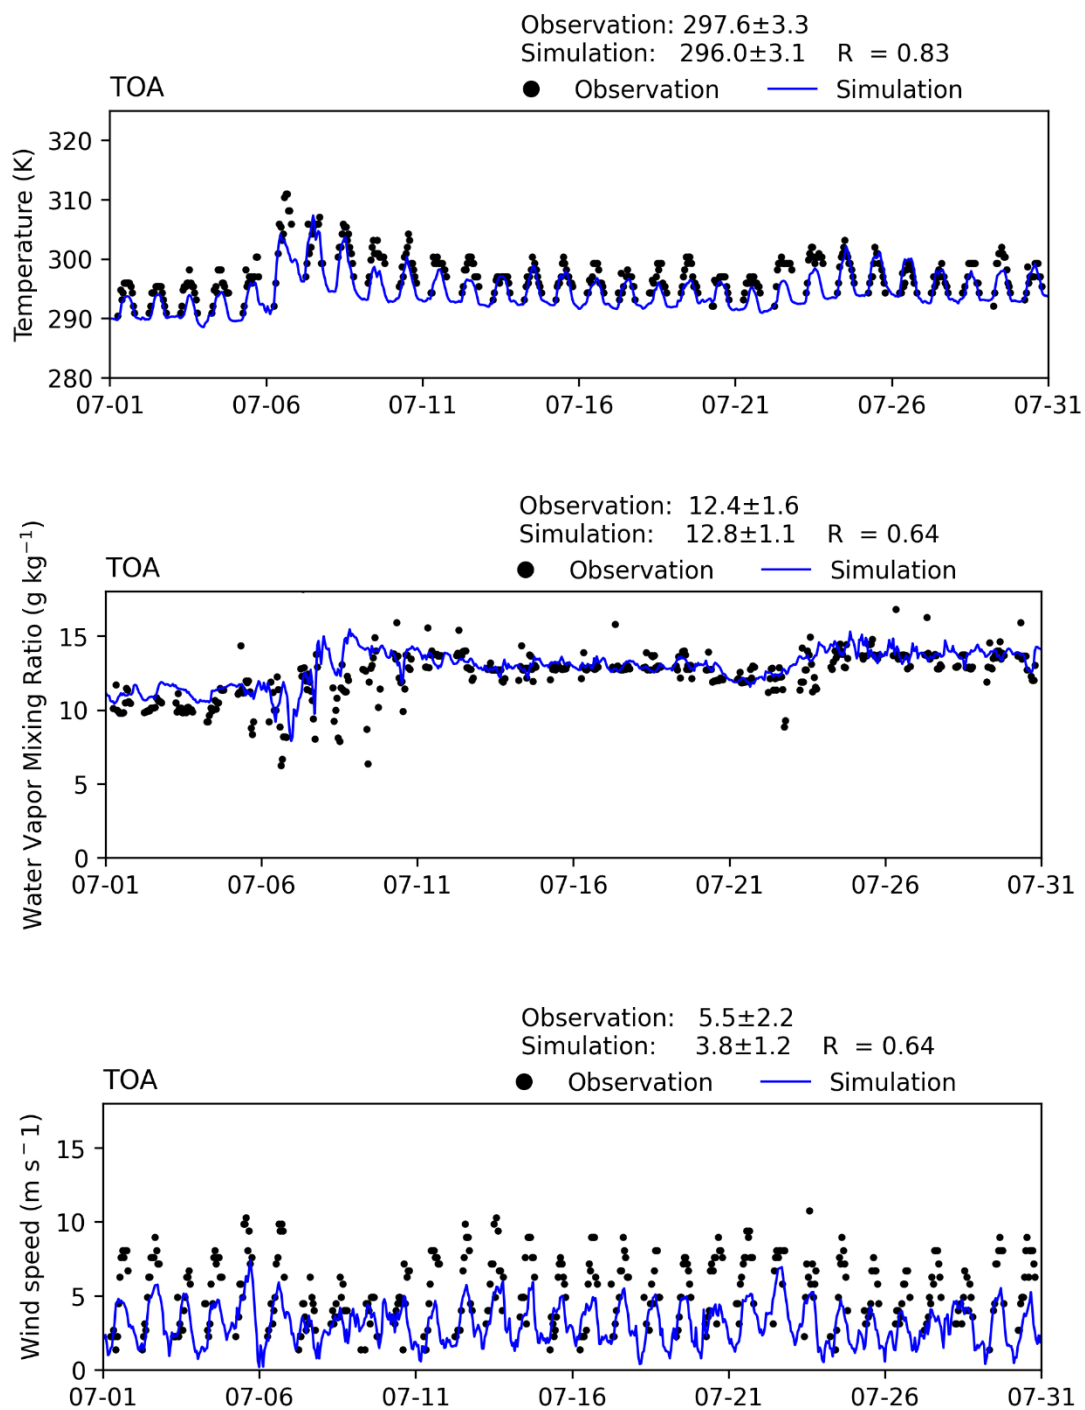 Observation: 297.6±3.3
Simulation: 296.0±3.1 R = 0.83
TOA
Observation Simulation
Temperature (K)
320
310
300
290
280
07-01 07-06 07-11 07-16 07-21 07-26 07-31
Observation: 12.4±1.6
Simulation: 12.8±1.1 R = 0.64
TOA
Observation Simulation
Water Vapor Mixing Ratio (g kg⁻¹)
15
10
5
0
07-01 07-06 07-11 07-16 07-21 07-26 07-31
Observation: 5.5±2.2
Simulation: 3.8±1.2 R = 0.64
TOA
Observation Simulation
Wind speed (m s⁻1)
15
10
5
0
07-01 07-06 07-11 07-16 07-21 07-26 07-31